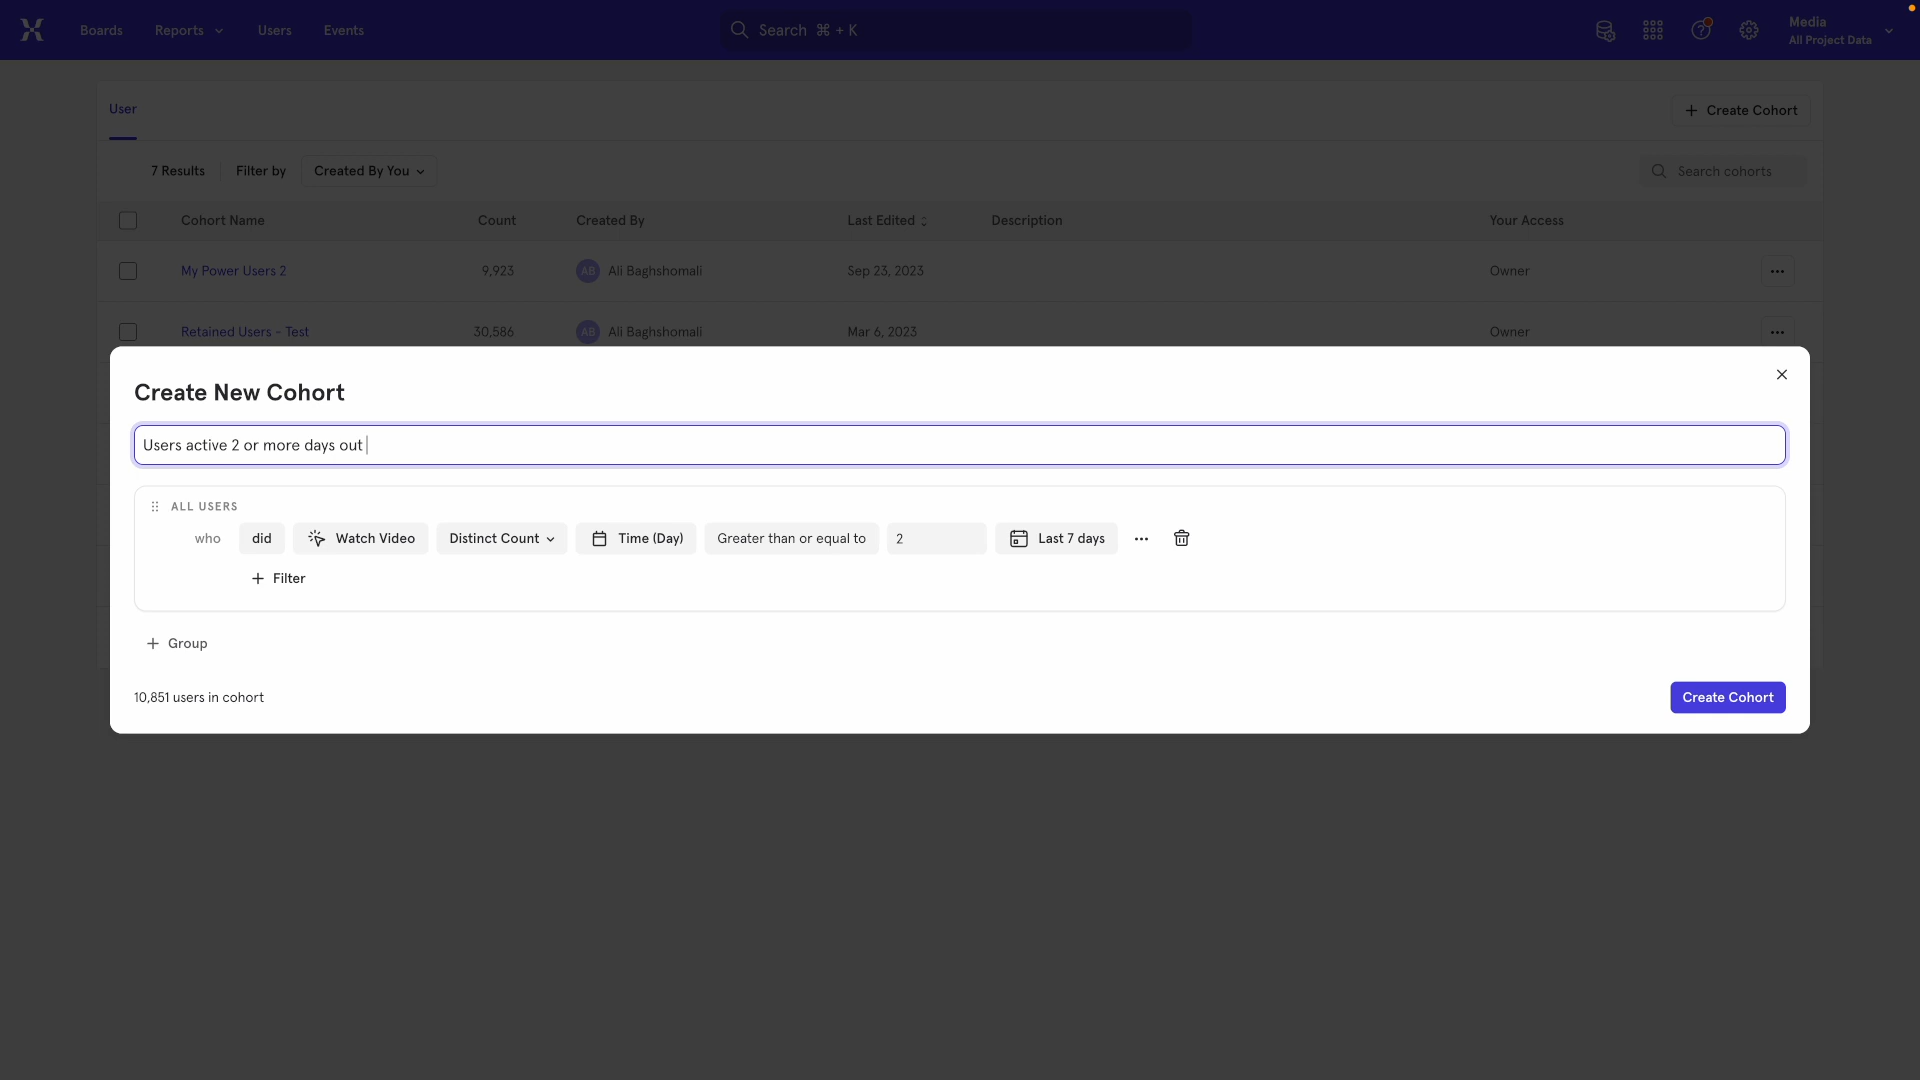 Boards Reports Users Events Search ⌘ + K Media
All Project Data
User
+ Create Cohort
7 Results Filter by Created By You Search cohorts
Cohort Name Count Created By Last Edited Description Your Access
My Power Users 2 9,923 AB Ali Baghshomali Sep 23, 2023 Owner
Retained Users - Test 30,586 AB Ali Baghshomali Mar 6, 2023 Owner
Create New Cohort
Users active 2 or more days out
ALL USERS
who did Watch Video Distinct Count Time (Day) Greater than or equal to 2 Last 7 days
+ Filter
+ Group
10,851 users in cohort Create Cohort